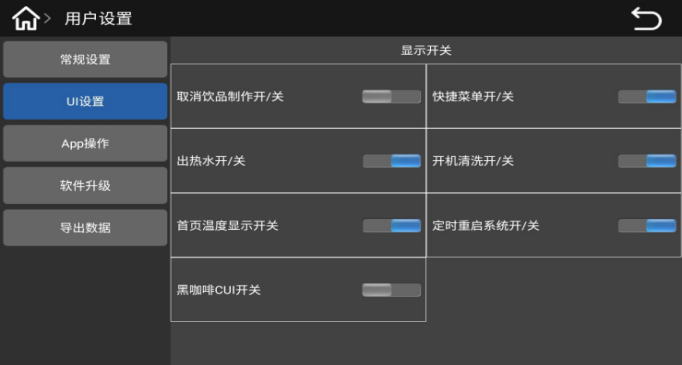 用户设置
常规设置
UI设置
App操作
软件升级
导出数据
显示开关
取消饮品制作开/关
快捷菜单开/关
出热水开/关
开机清洗开/关
首页温度显示开关
定时重启系统开/关
黑咖啡CUI开关